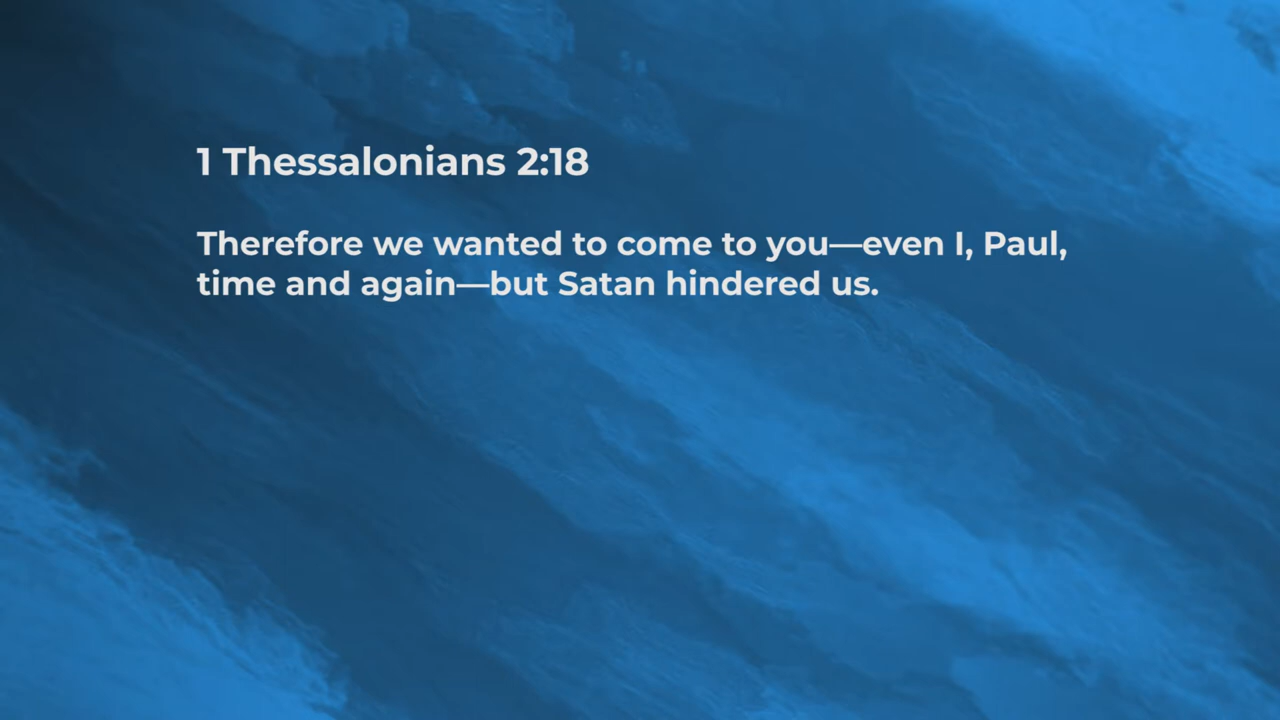 1 Thessalonians 2:18
Therefore we wanted to come to you—even I, Paul,
time and again—but Satan hindered us.